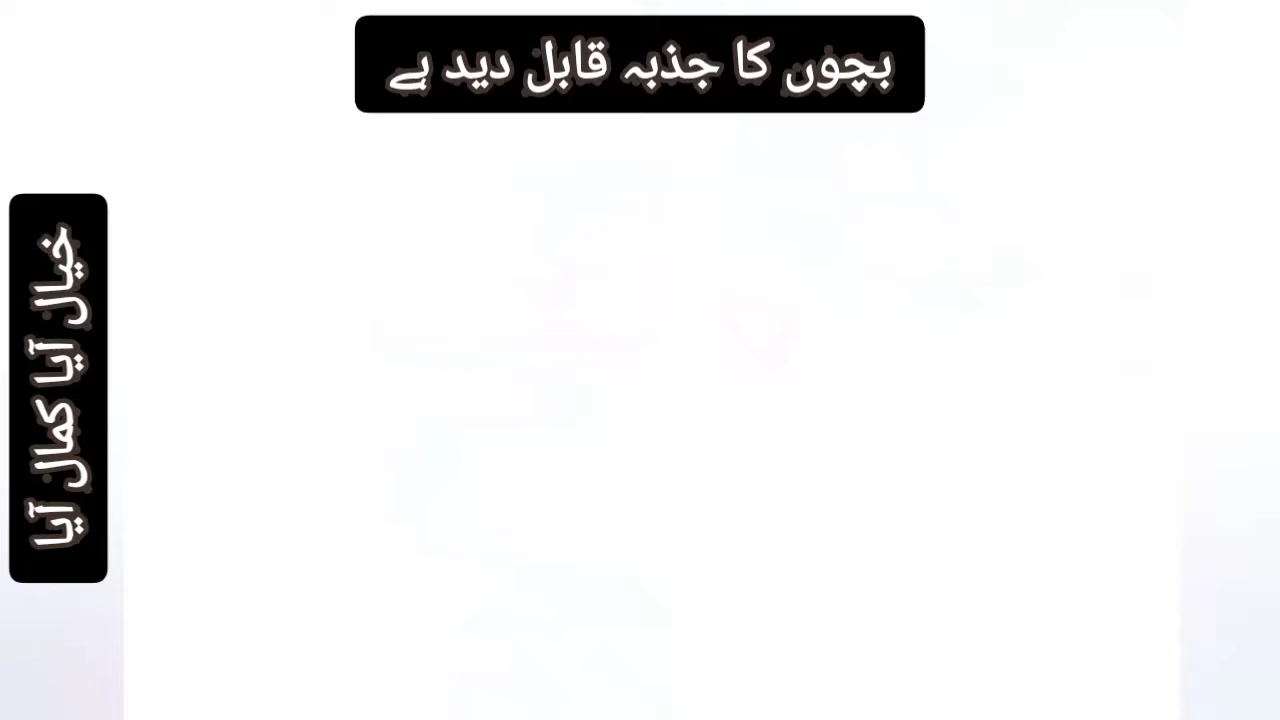 بچوں کا جذبہ قابل دید ہے
خیال آیا کمال آیا